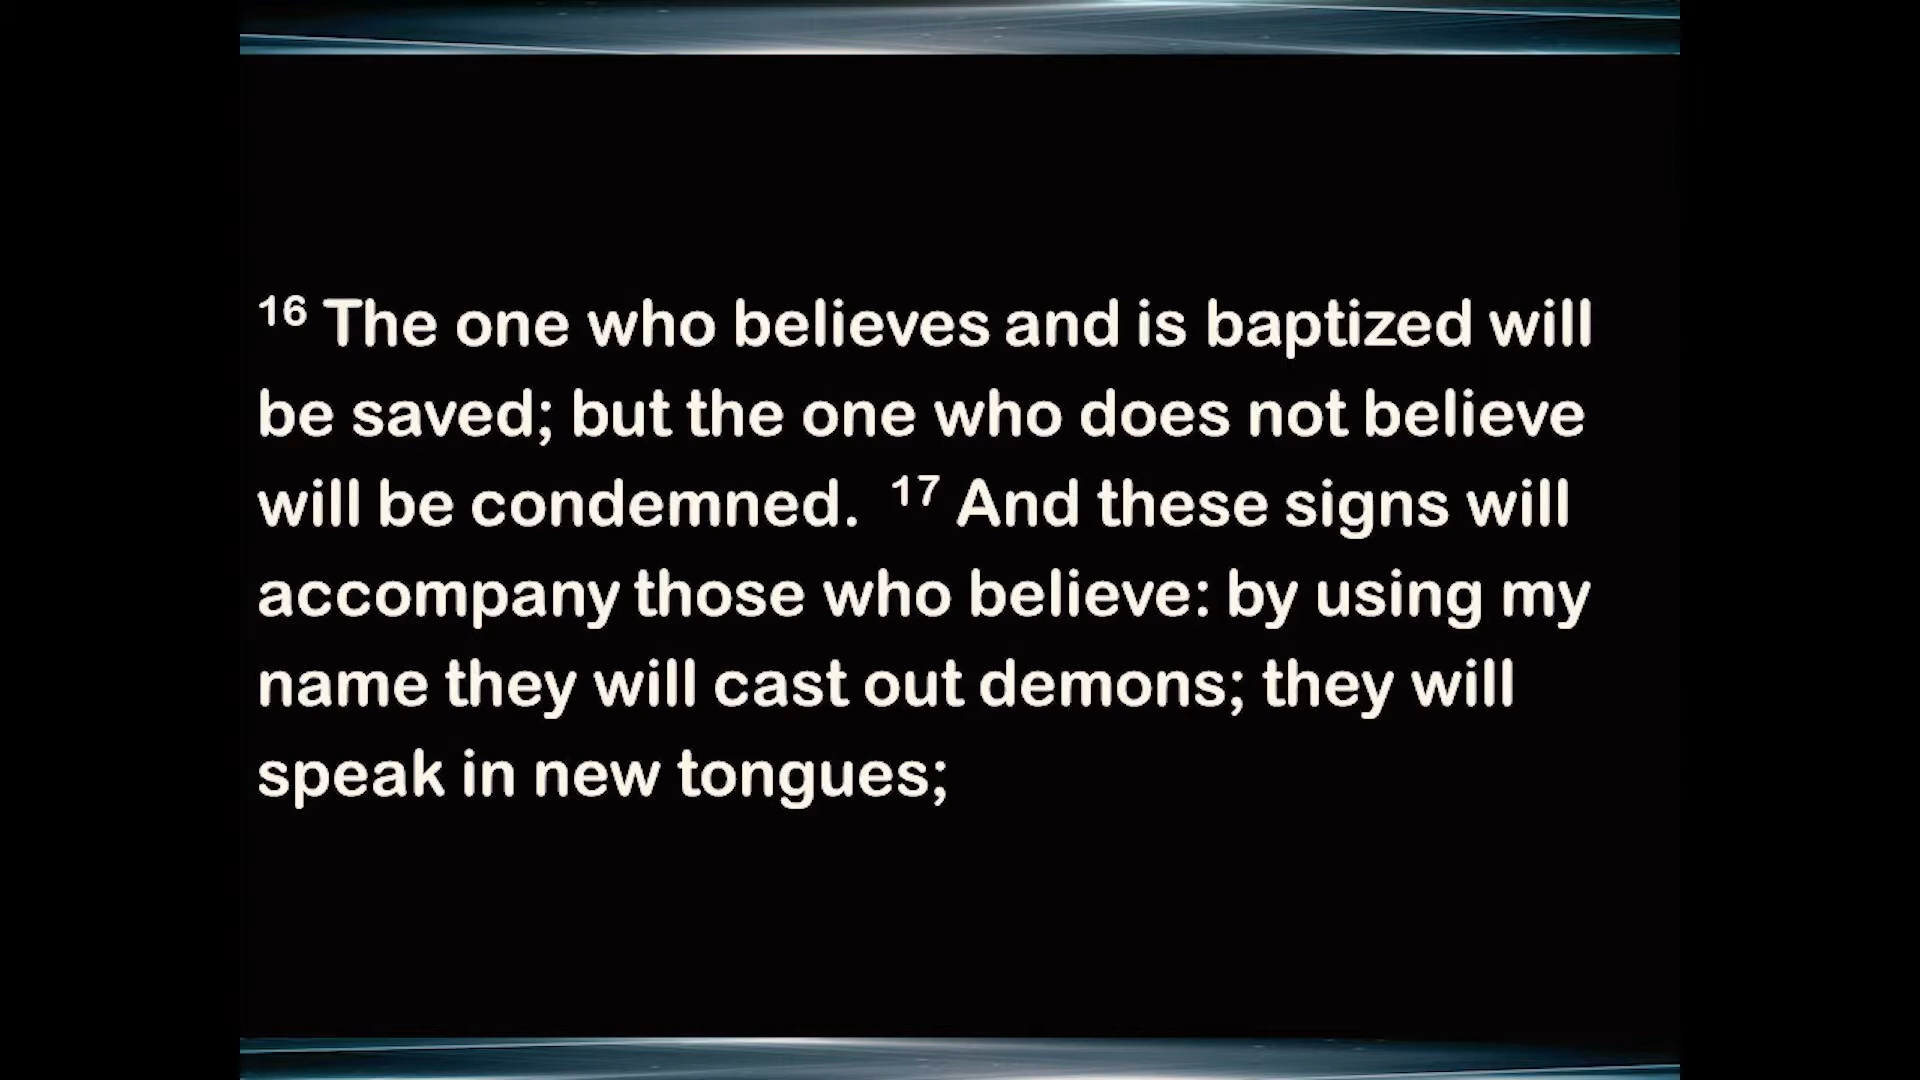 16 The one who believes and is baptized will
be saved; but the one who does not believe
will be condemned. 17 And these signs will
accompany those who believe: by using my
name they will cast out demons; they will
speak in new tongues;